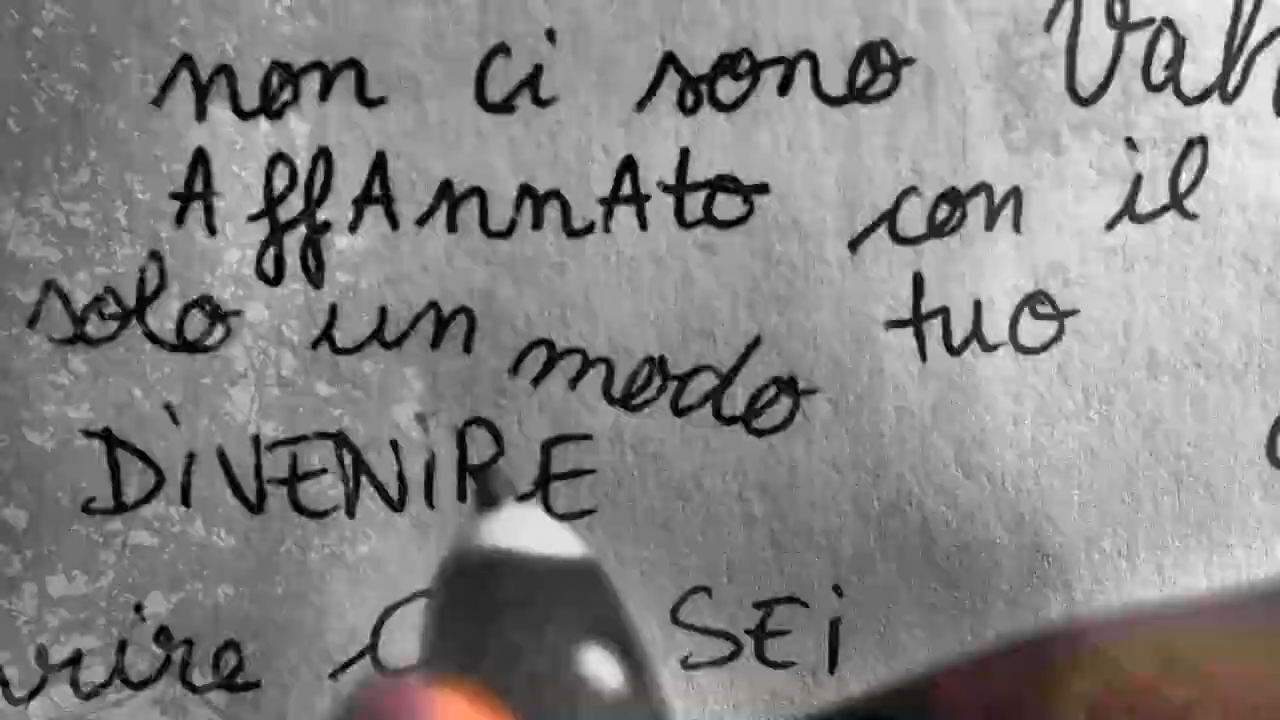 non ci sono
AffAnnAto con il
solo un modo tuo
DiVENiRE
SEi